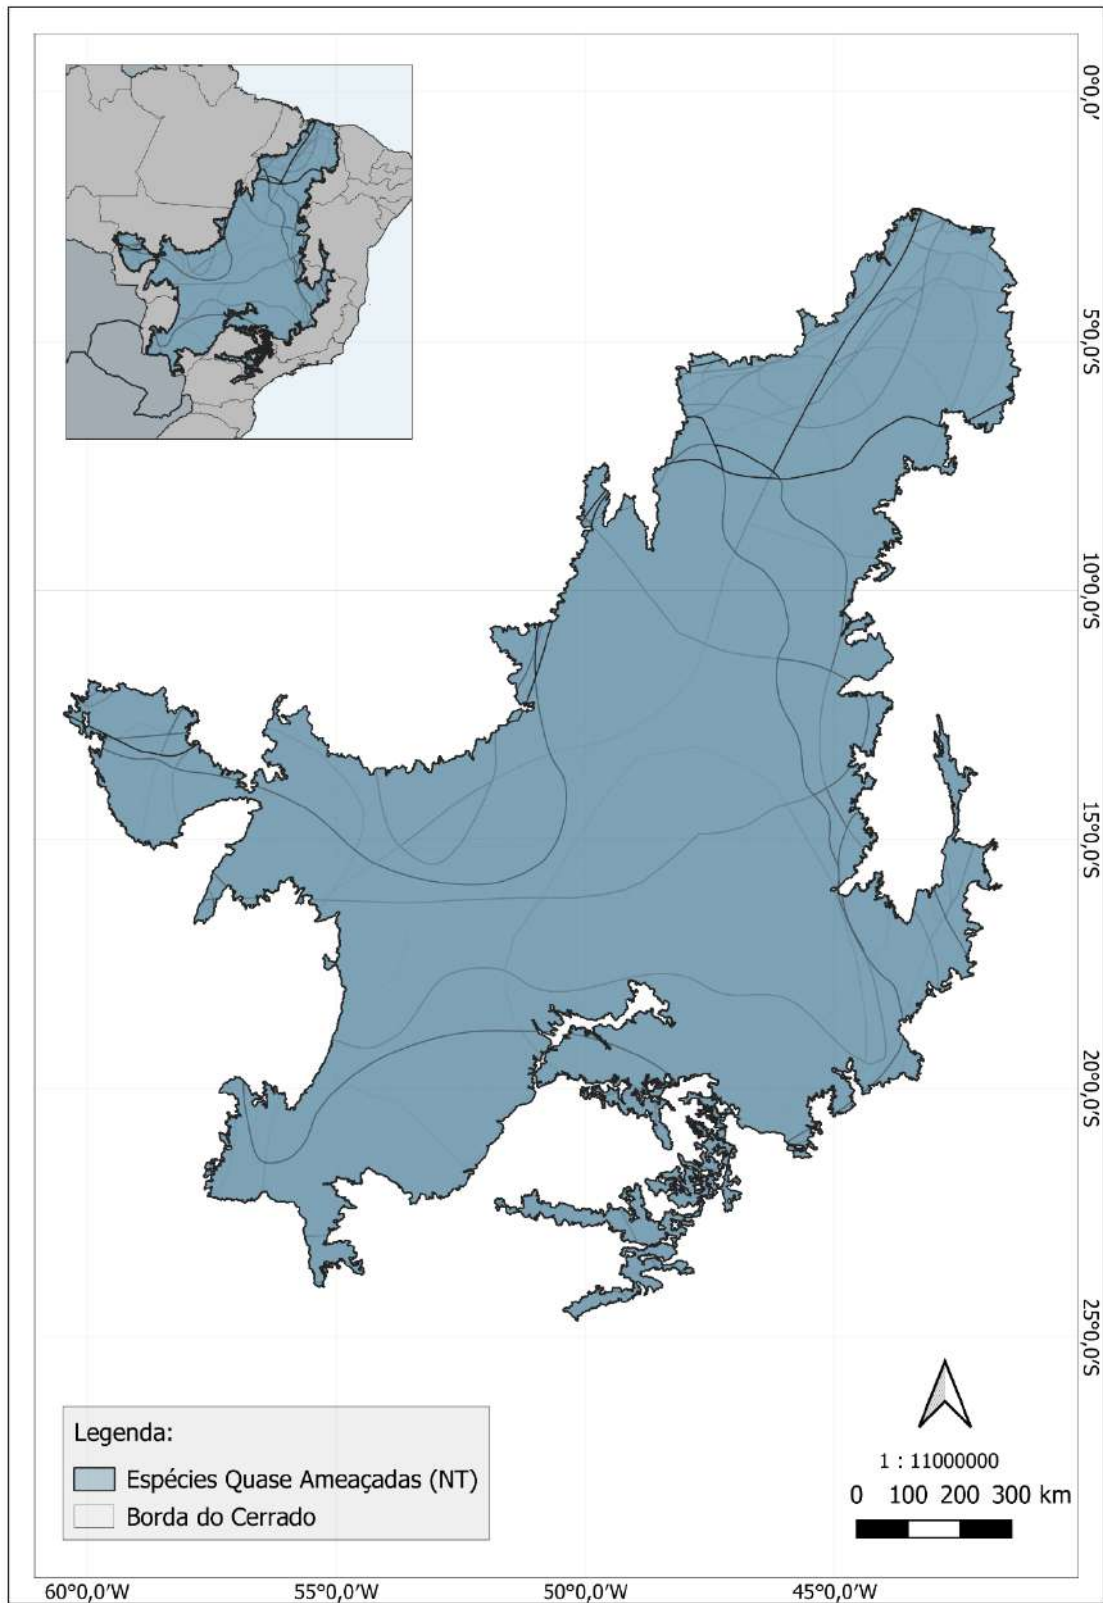 0°0,0'
5°0,0'S
10°0,0'S
15°0,0'S
20°0,0'S
25°0,0'S
Legenda:
Espécies Quase Ameaçadas (NT)
Borda do Cerrado
1 : 11000000
0 100 200 300 km
60°0,0'W 55°0,0'W 50°0,0'W 45°0,0'W